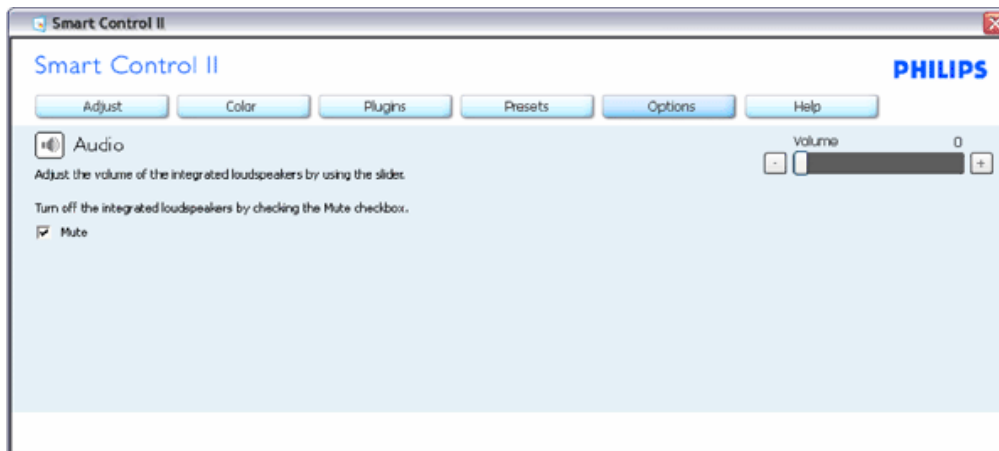 Smart Control II
Smart Control II
PHILIPS
Adjust Color Plugins Presets Options Help
Audio
Volume 0
- +
Adjust the volume of the integrated loudspeakers by using the slider.
Turn off the integrated loudspeakers by checking the Mute checkbox.
Mute